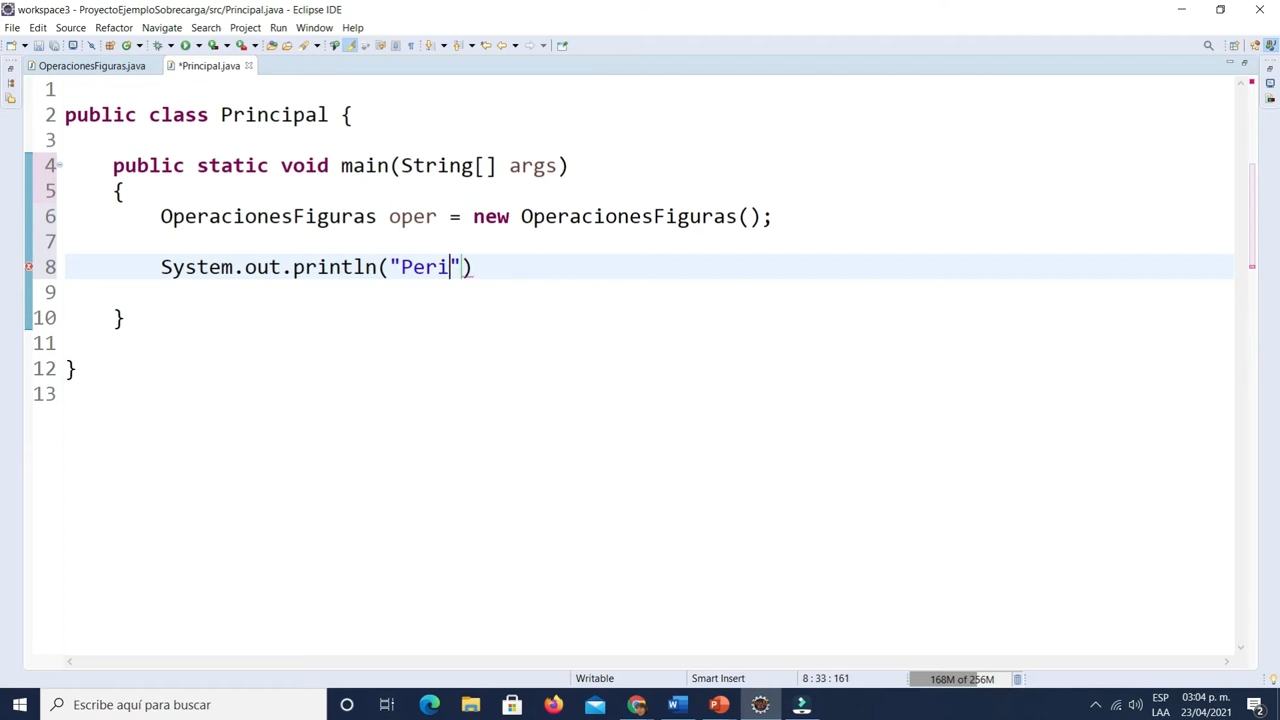 workspace3 - ProyectoEjemploSobrecarga/src/Principal.java - Eclipse IDE
File Edit Source Refactor Navigate Search Project Run Window Help
OperacionesFiguras.java *Principal.java
1
2 public class Principal {
3
4 public static void main(String[] args)
5 {
6 OperacionesFiguras oper = new OperacionesFiguras();
7
8 System.out.println("Peri")
9
10 }
11
12 }
13
Writable Smart Insert 8 : 33 : 161 168M of 256M
Escribe aquí para buscar ESP 03:04 p. m.
LAA 23/04/2021 2